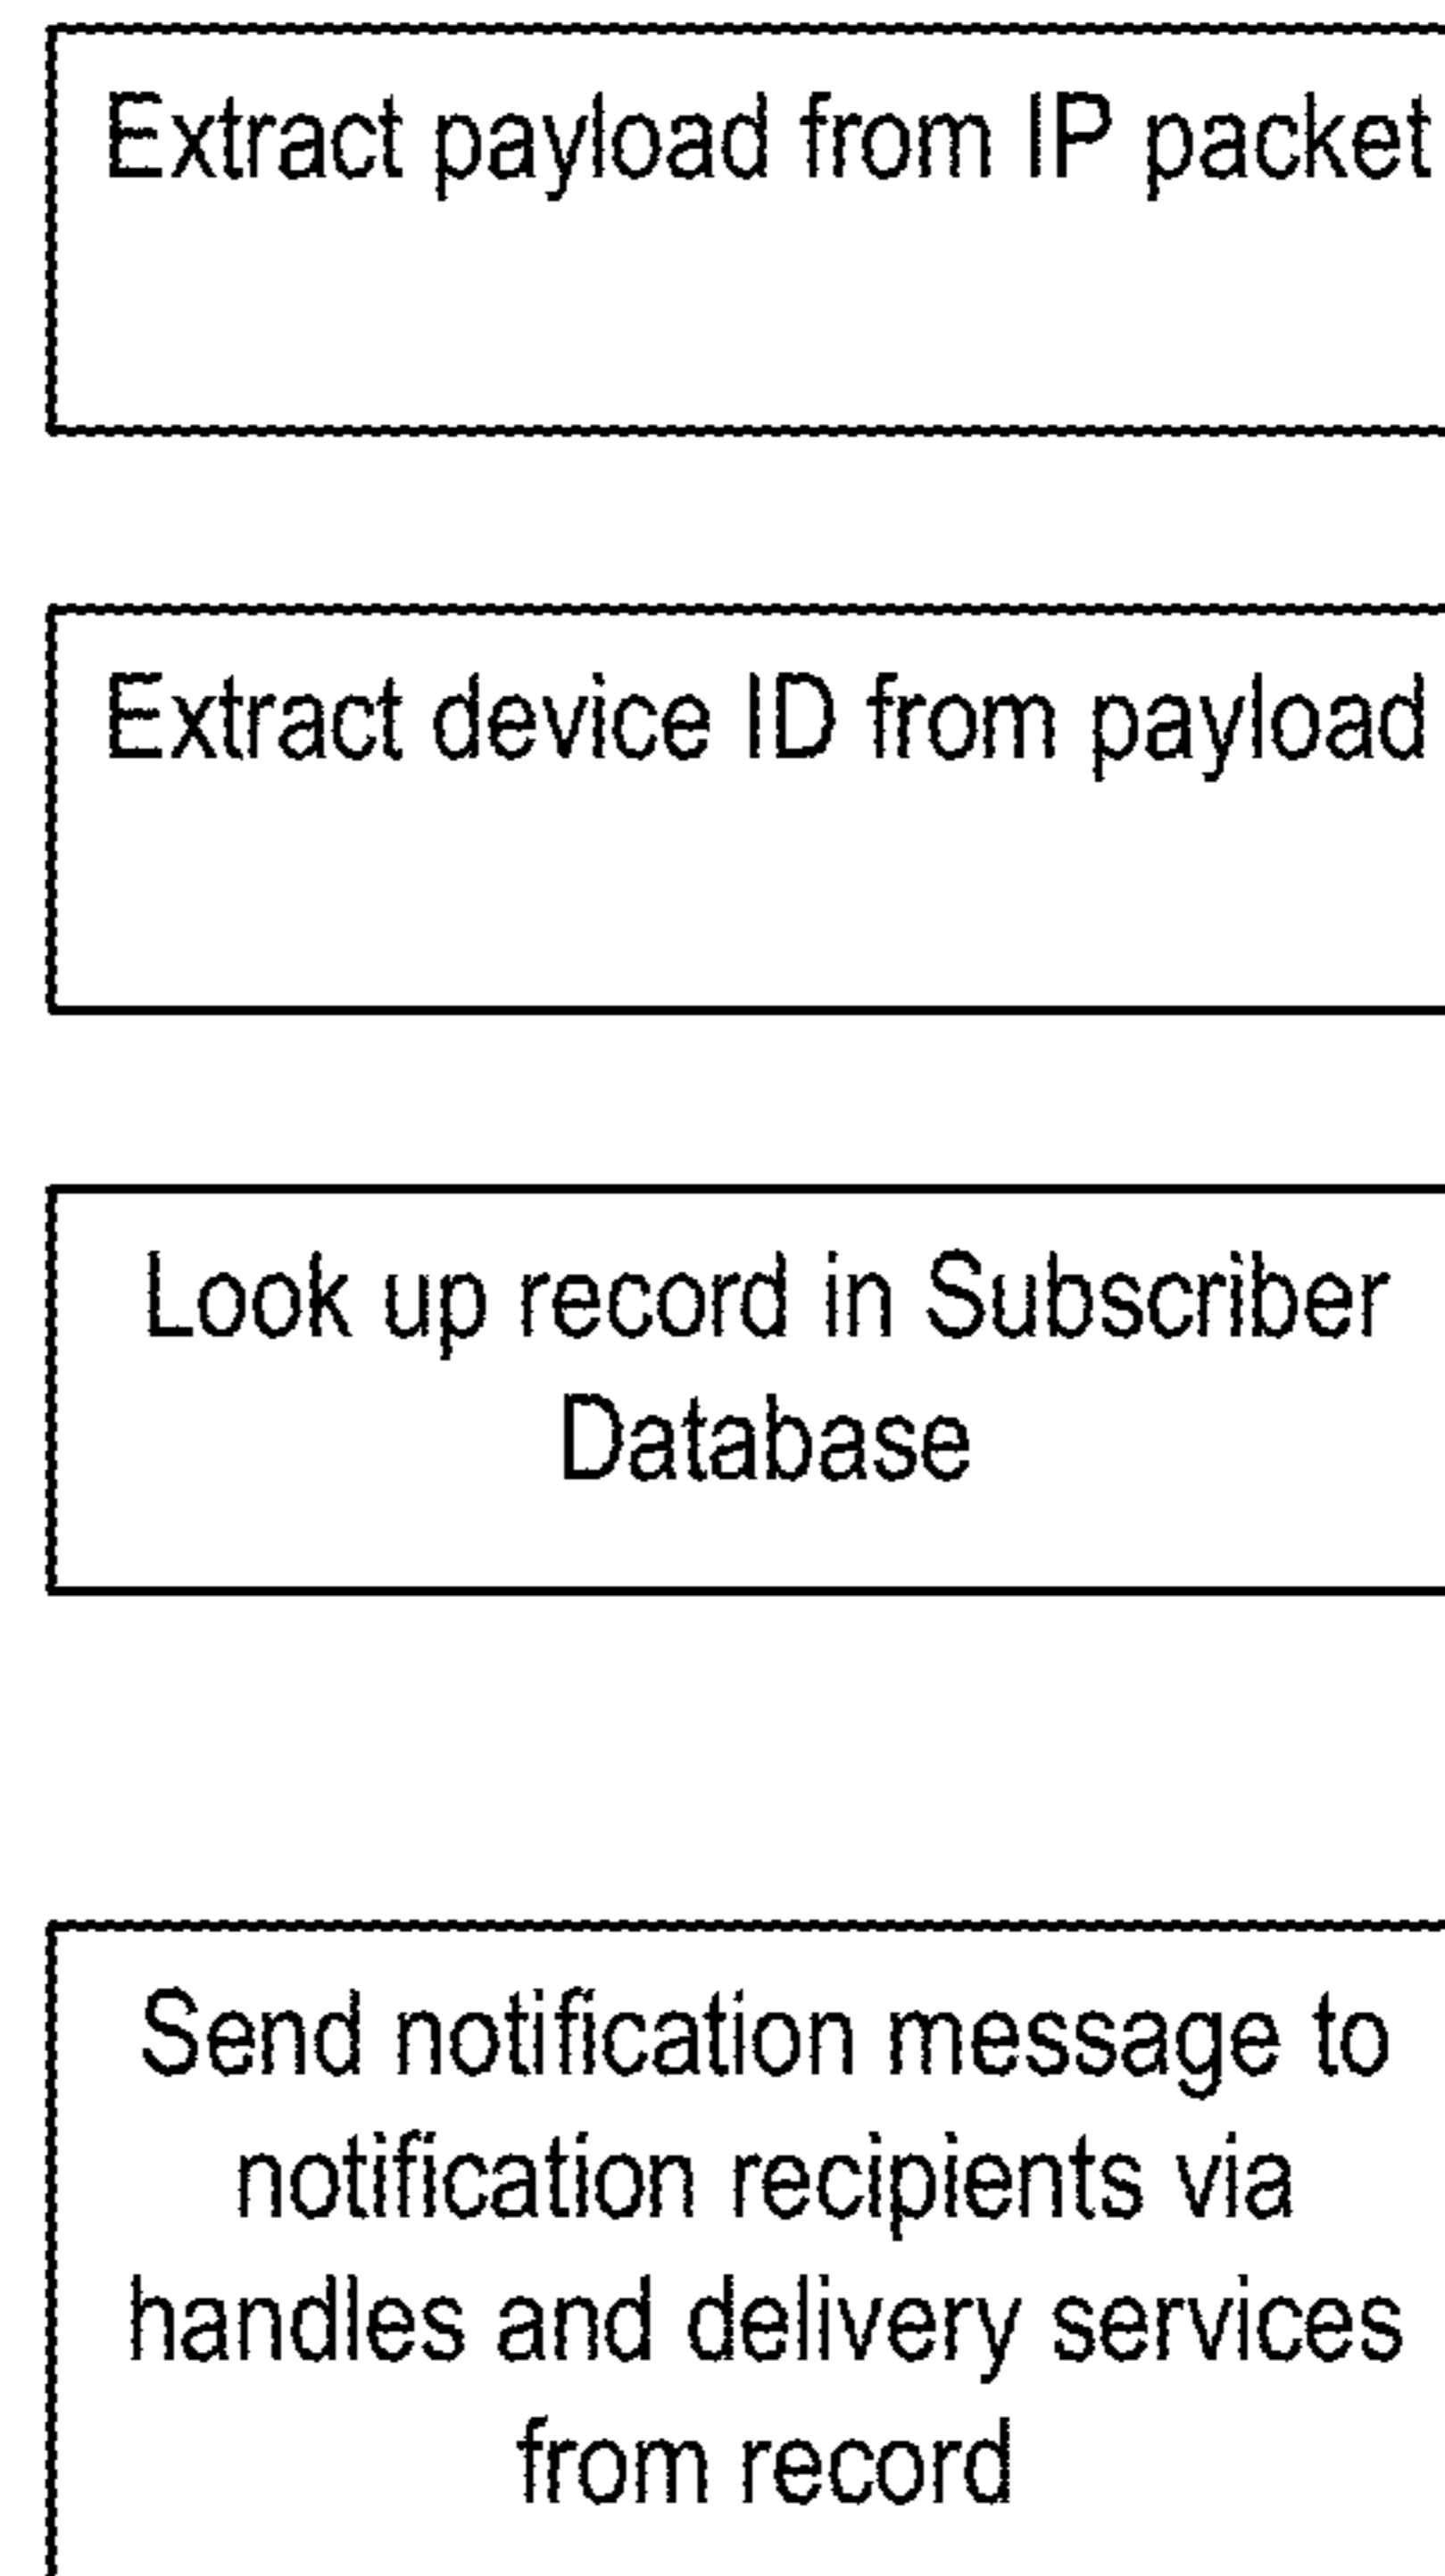 Extract payload from IP packet
Extract device ID from payload
Look up record in Subscriber
Database
Send notification message to
notification recipients via
handles and delivery services
from record